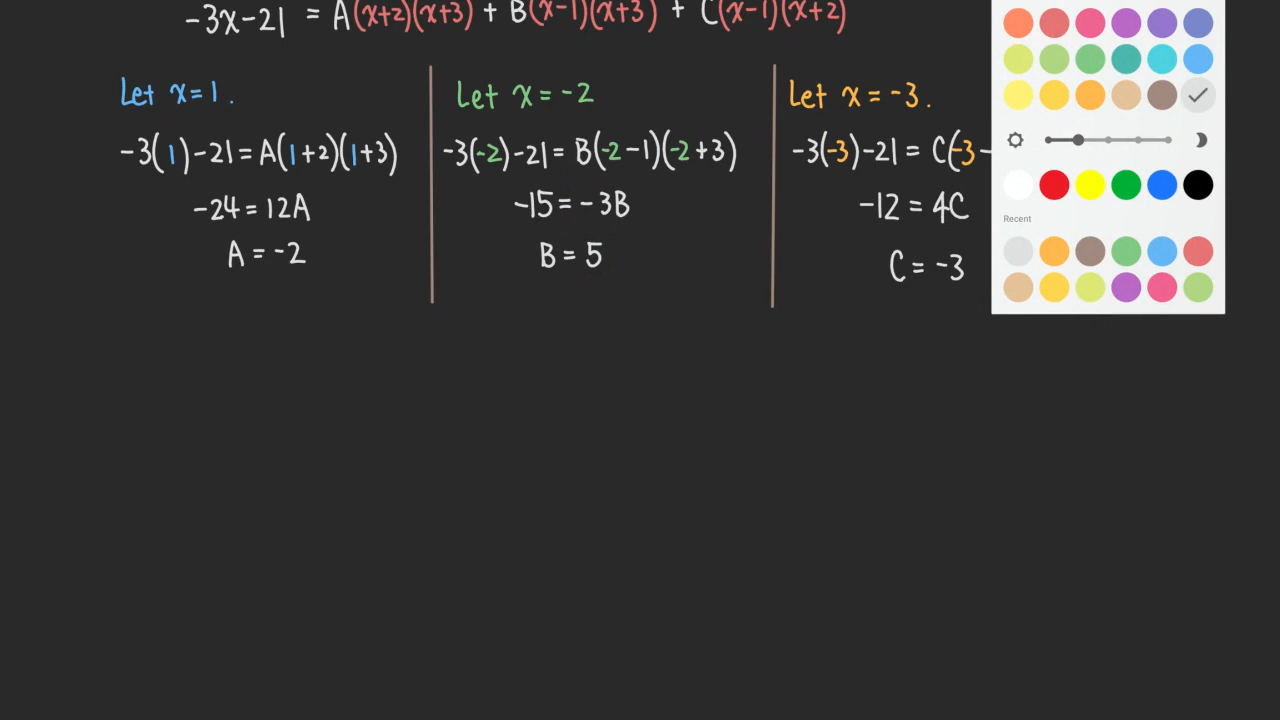 -3x-21 = A(x+2)(x+3) + B(x-1)(x+3) + C(x-1)(x+2)
Let x=1.
-3(1)-21=A(1+2)(1+3)
-24=12A
A=-2
Let x=-2
-3(-2)-21=B(-2-1)(-2+3)
-15=-3B
B=5
Let x=-3.
-3(-3)-21=C(-3-
-12=4C
C=-3
Recent